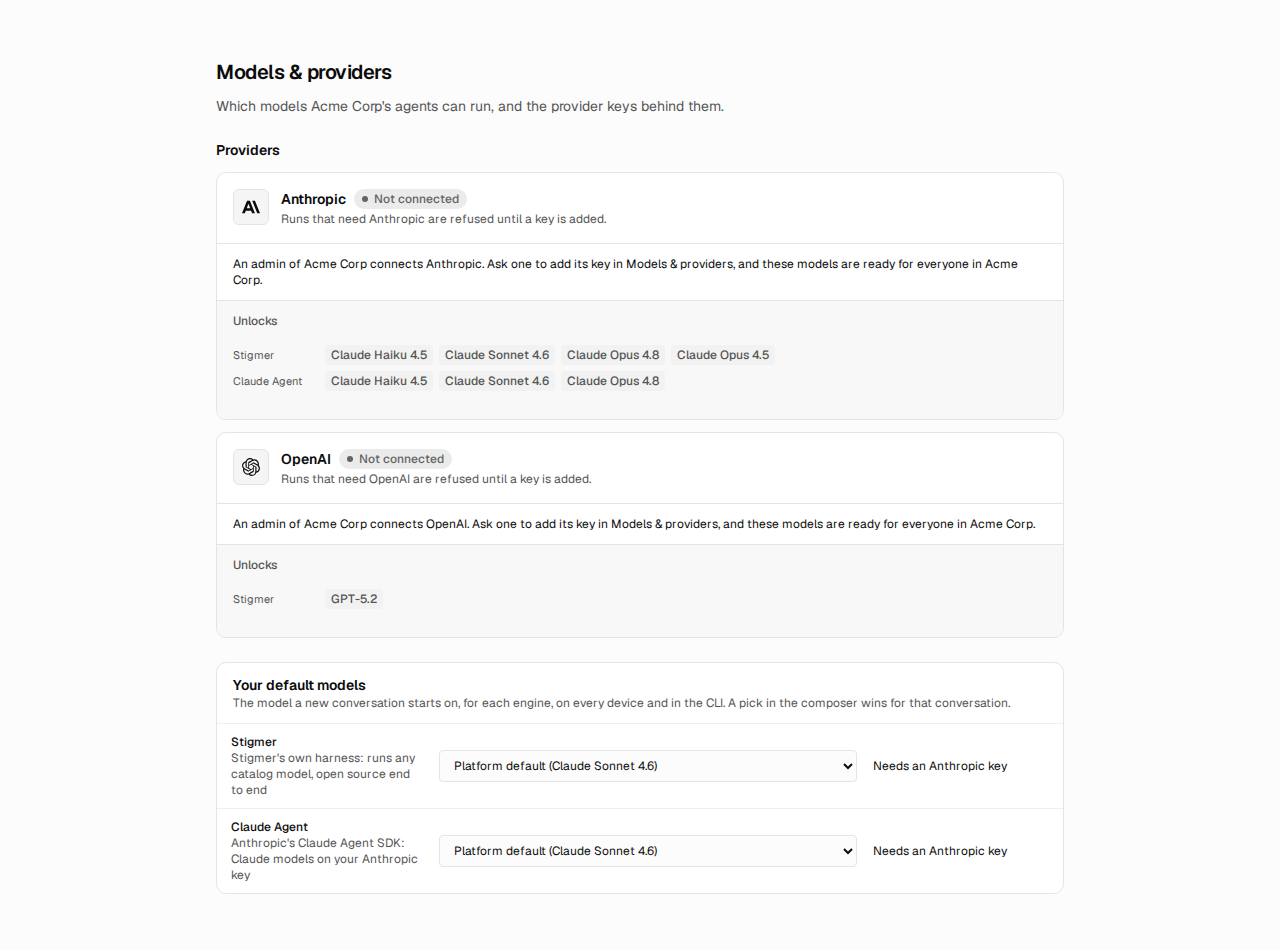 Models & providers
Which models Acme Corp's agents can run, and the provider keys behind them.
Providers
Anthropic
Not connected
Runs that need Anthropic are refused until a key is added.
An admin of Acme Corp connects Anthropic. Ask one to add its key in Models & providers, and these models are ready for everyone in Acme
Corp.
Unlocks
Stigmer Claude Haiku 4.5 Claude Sonnet 4.6 Claude Opus 4.8 Claude Opus 4.5
Claude Agent Claude Haiku 4.5 Claude Sonnet 4.6 Claude Opus 4.8
OpenAI
Not connected
Runs that need OpenAI are refused until a key is added.
An admin of Acme Corp connects OpenAI. Ask one to add its key in Models & providers, and these models are ready for everyone in Acme Corp.
Unlocks
Stigmer GPT-5.2
Your default models
The model a new conversation starts on, for each engine, on every device and in the CLI. A pick in the composer wins for that conversation.
Stigmer
Stigmer's own harness: runs any
catalog model, open source end
to end
Platform default (Claude Sonnet 4.6)
Needs an Anthropic key
Claude Agent
Anthropic's Claude Agent SDK:
Claude models on your Anthropic
key
Platform default (Claude Sonnet 4.6)
Needs an Anthropic key